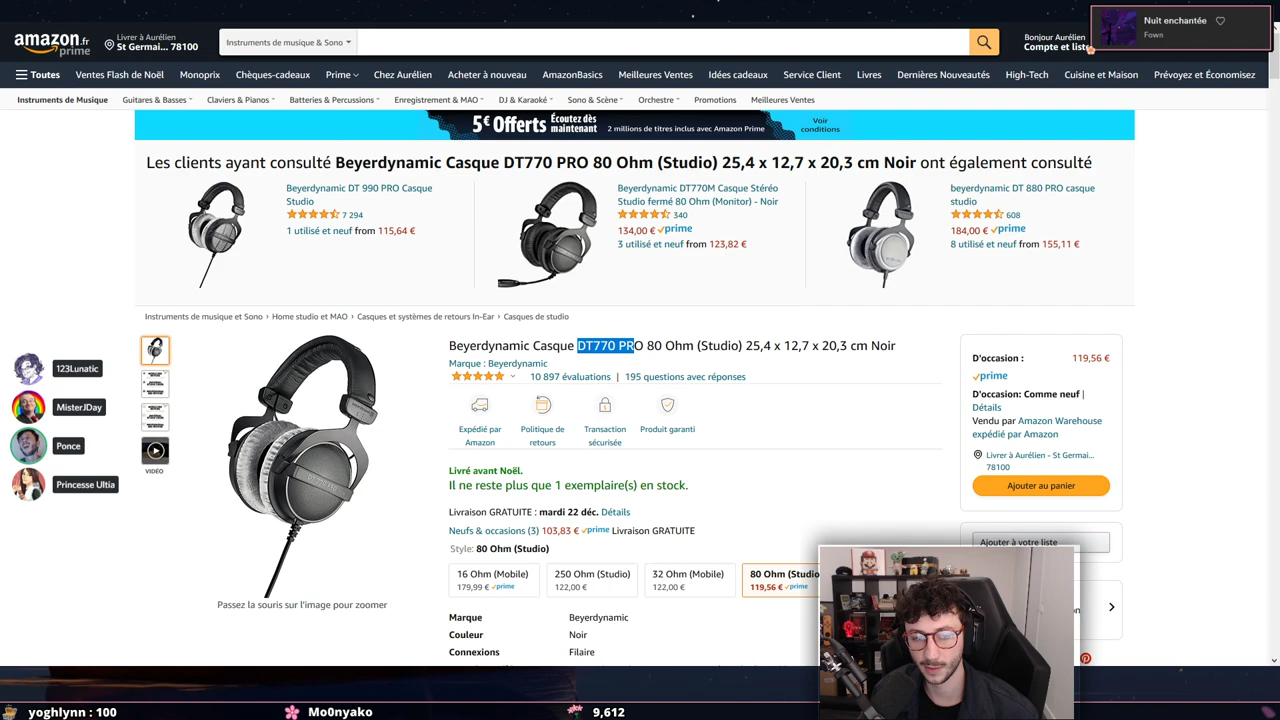 amazon.fr
prime
Livrer à Aurélien
St Germai... 78100
Instruments de musique & Sono
Bonjour Aurélien
Compte et liste
Nuit enchantée
Fown
Toutes
Ventes Flash de Noël
Monoprix
Chèques-cadeaux
Prime
Chez Aurélien
Acheter à nouveau
AmazonBasics
Meilleures Ventes
Idées cadeaux
Service Client
Livres
Dernières Nouveautés
High-Tech
Cuisine et Maison
Prévoyez et Économisez
Instruments de Musique
Guitares & Basses
Claviers & Pianos
Batteries & Percussions
Enregistrement & MAO
DJ & Karaoké
Sono & Scène
Orchestre
Promotions
Meilleures Ventes
5€ Offerts
Écoutez dès
maintenant
2 millions de titres inclus avec Amazon Prime
Voir
conditions
Les clients ayant consulté Beyerdynamic Casque DT770 PRO 80 Ohm (Studio) 25,4 x 12,7 x 20,3 cm Noir ont également consulté
Beyerdynamic DT 990 PRO Casque
Studio
7 294
1 utilisé et neuf from 115,64 €
Beyerdynamic DT770M Casque Stéréo
Studio fermé 80 Ohm (Monitor) - Noir
340
134,00 € prime
3 utilisé et neuf from 123,82 €
beyerdynamic DT 880 PRO casque
studio
608
184,00 € prime
8 utilisé et neuf from 155,11 €
Instruments de musique et Sono › Home studio et MAO › Casques et systèmes de retours In-Ear › Casques de studio
Beyerdynamic Casque DT770 PRO 80 Ohm (Studio) 25,4 x 12,7 x 20,3 cm Noir
Marque : Beyerdynamic
10 897 évaluations | 195 questions avec réponses
Expédié par
Amazon
Politique de
retours
Transaction
sécurisée
Produit garanti
Livré avant Noël.
Il ne reste plus que 1 exemplaire(s) en stock.
Livraison GRATUITE : mardi 22 déc. Détails
Neufs & occasions (3) 103,83 € prime Livraison GRATUITE
Style: 80 Ohm (Studio)
16 Ohm (Mobile)
179,99 € prime
250 Ohm (Studio)
122,00 €
32 Ohm (Mobile)
122,00 €
80 Ohm (Studio
119,56 € prime
Marque
Beyerdynamic
Couleur
Noir
Connexions
Filaire
VIDÉO
Passez la souris sur l'image pour zoomer
D'occasion :
119,56 €
prime
D'occasion: Comme neuf |
Détails
Vendu par Amazon Warehouse
expédié par Amazon
Livrer à Aurélien - St Germai...
78100
Ajouter au panier
Ajouter à votre liste
123Lunatic
MisterJDay
Ponce
Princesse Ultia
yoghlynn : 100
Mo0nyako
9,612